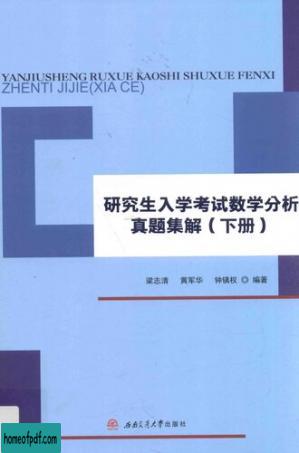 YANJIUSHENG RUXUE KAOSHI SHUXUE FENXI
ZHENTI JIJIE(XIA CE)
研究生入学考试数学分析
真题集解（下册）
梁志清 黄军华 钟镇权 ◎ 编著
西南交通大学出版社
homeofpdf.com
homeofpdf.com